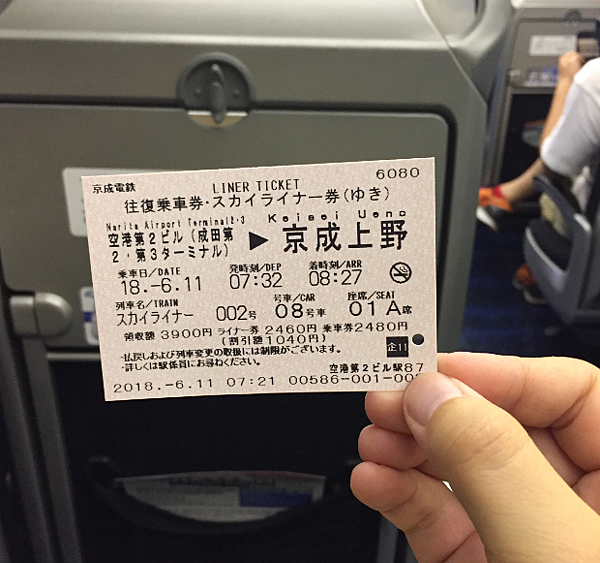 京成電鉄
LINER TICKET
6080
往復乗車券・スカイライナー券(ゆき)
Narita Airport Terminal2・3
Keisei Ueno
空港第2ビル(成田第
2・第3ターミナル)
▶ 京成上野
乗車日/DATE 発時刻/DEP 着時刻/ARR
18.-6.11 07:32 08:27
列車名/TRAIN 号車/CAR 座席/SEAT
スカイライナー 002号 08号車 01A席
領収額 3900円 ライナー券 2460円 乗車券2480円
(割引額1040円)
・払戻しおよび列車変更の取扱には制限がございます。
・詳しくは駅係員にお尋ねください。
企11
空港第2ビル駅87
2018.-6.11 07:21 00586-001-00